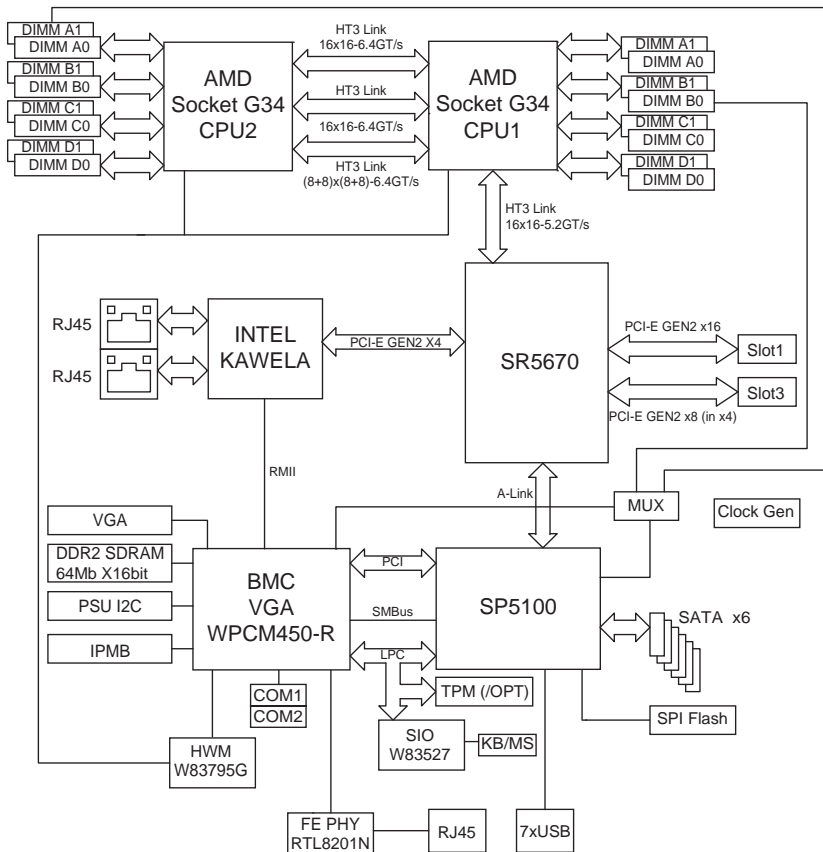 DIMM A1
DIMM A0
DIMM B1
DIMM B0
DIMM C1
DIMM C0
DIMM D1
DIMM D0
AMD
Socket G34
CPU2
HT3 Link
16x16-6.4GT/s
HT3 Link
16x16-6.4GT/s
HT3 Link
(8+8)x(8+8)-6.4GT/s
AMD
Socket G34
CPU1
DIMM A1
DIMM A0
DIMM B1
DIMM B0
DIMM C1
DIMM C0
DIMM D1
DIMM D0
HT3 Link
16x16-5.2GT/s
RJ45
RJ45
INTEL
KAWELA
PCI-E GEN2 X4
SR5670
PCI-E GEN2 x16
Slot1
Slot3
PCI-E GEN2 x8 (in x4)
RMII
A-Link
MUX
Clock Gen
VGA
DDR2 SDRAM
64Mb X16bit
PSU I2C
IPMB
BMC
VGA
WPCM450-R
PCI
SMBus
LPC
SP5100
SATA x6
COM1
COM2
TPM (/OPT)
SPI Flash
HWM
W83795G
SIO
W83527
KB/MS
FE PHY
RTL8201N
RJ45
7xUSB